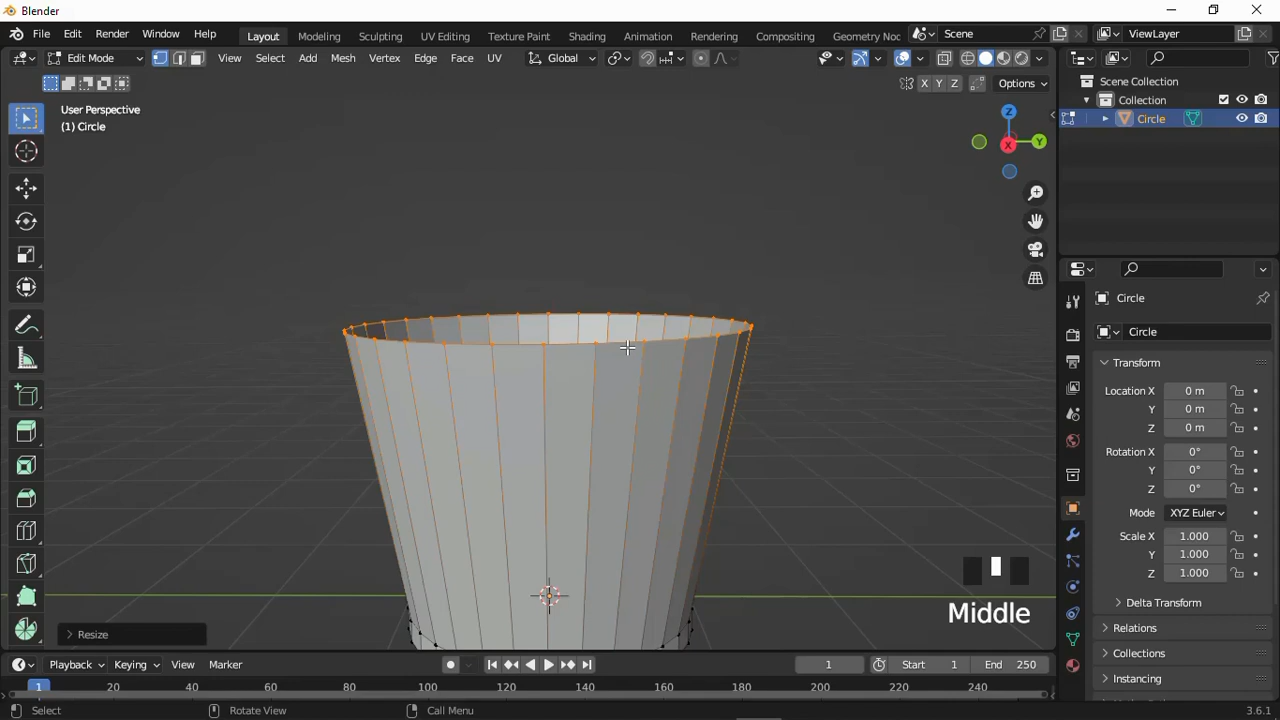 Blender
File Edit Render Window Help
Layout Modeling Sculpting UV Editing Texture Paint Shading Animation Rendering Compositing Geometry Noc
Scene
ViewLayer
Edit Mode
View Select Add Mesh Vertex Edge Face UV
Global
X Y Z
Options
User Perspective
(1) Circle
Z
Y
X
Scene Collection
Collection
Circle
Circle
Circle
Transform
Location X 0 m
Y 0 m
Z 0 m
Rotation X 0°
Y 0°
Z 0°
Mode XYZ Euler
Scale X 1.000
Y 1.000
Z 1.000
Delta Transform
Relations
Collections
Instancing
Middle
Resize
Playback Keying View Marker
1
Start 1
End 250
1 20 40 60 80 100 120 140 160 180 200 220 240
Select
Rotate View
Call Menu
3.6.1